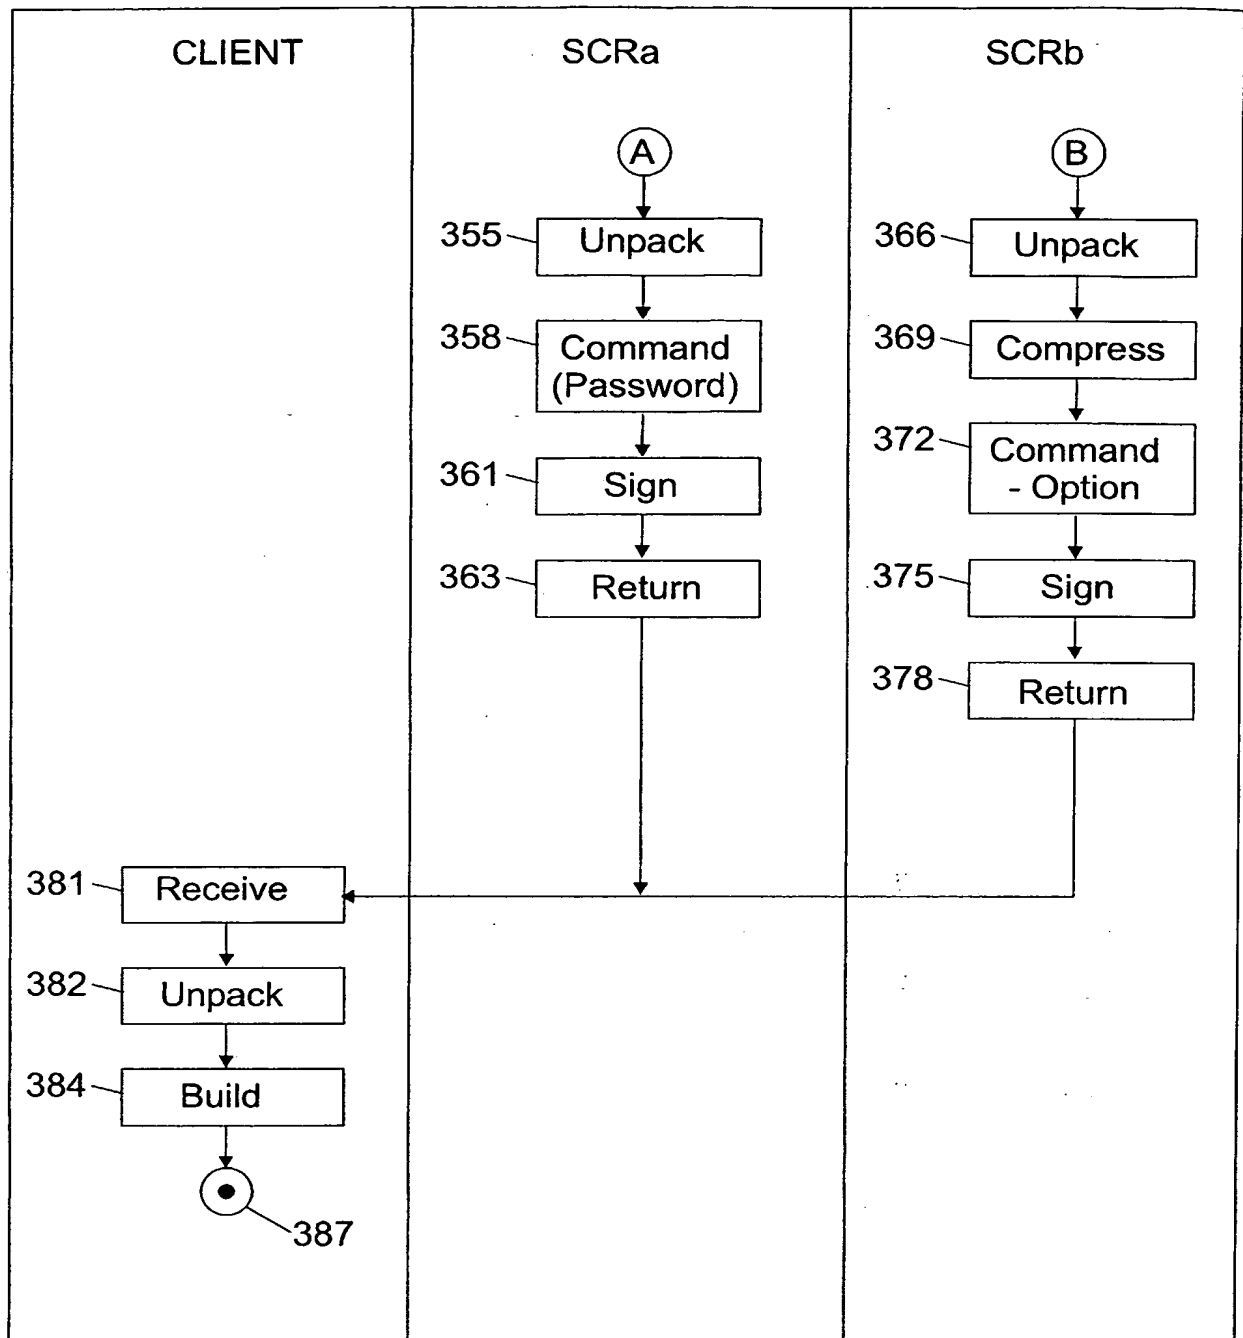 CLIENT
SCRa
SCRb
A
B
355
Unpack
366
Unpack
358
Command
(Password)
369
Compress
372
Command
- Option
361
Sign
363
Return
375
Sign
378
Return
381
Receive
382
Unpack
384
Build
387